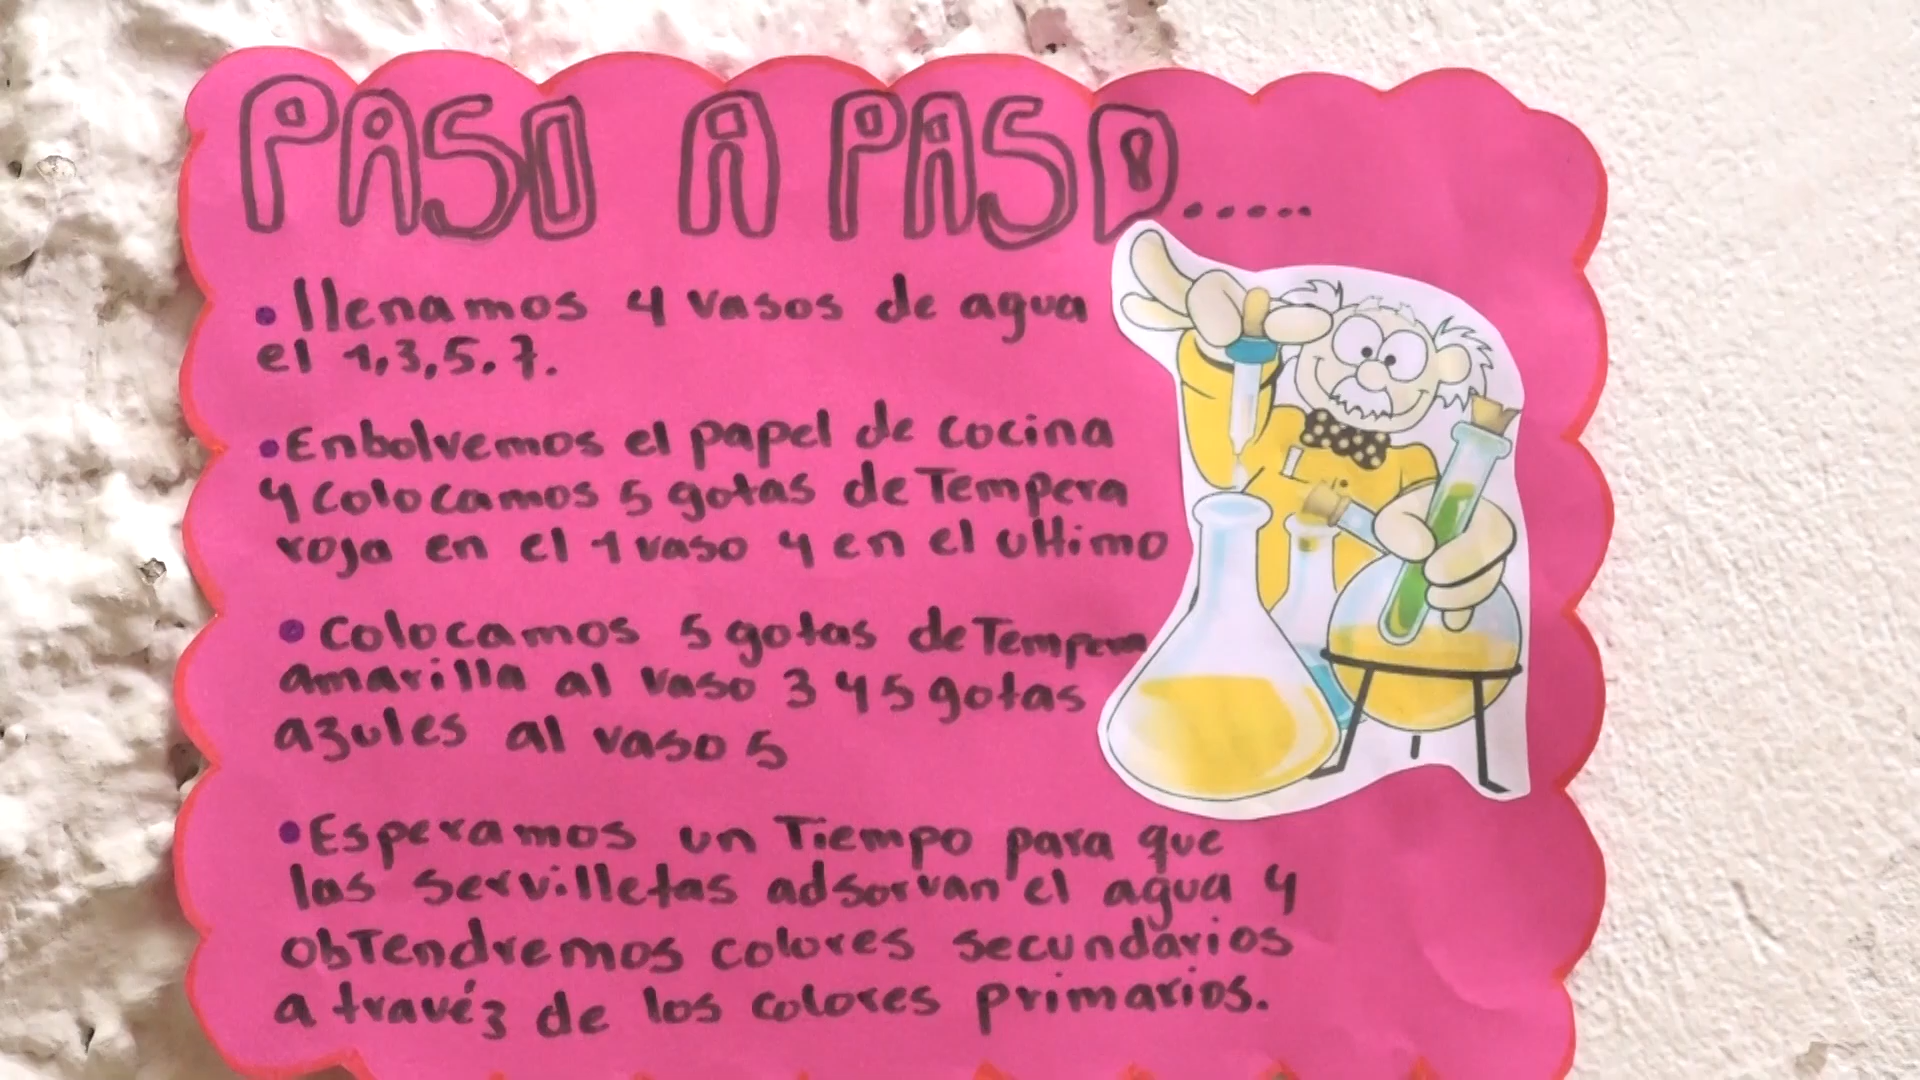 PASO A PASO.....
• llenamos 4 vasos de agua
el 1,3,5,7.
• Enbolvemos el papel de cocina
y colocamos 5 gotas de Tempera
roja en el 1 vaso y en el ultimo
• Colocamos 5 gotas de Tempera
amarilla al vaso 3 y 5 gotas
azules al vaso 5
• Esperamos un Tiempo para que
las servilletas adsorvan el agua y
obTendremos colores secundarios
a travéz de los colores primarios.